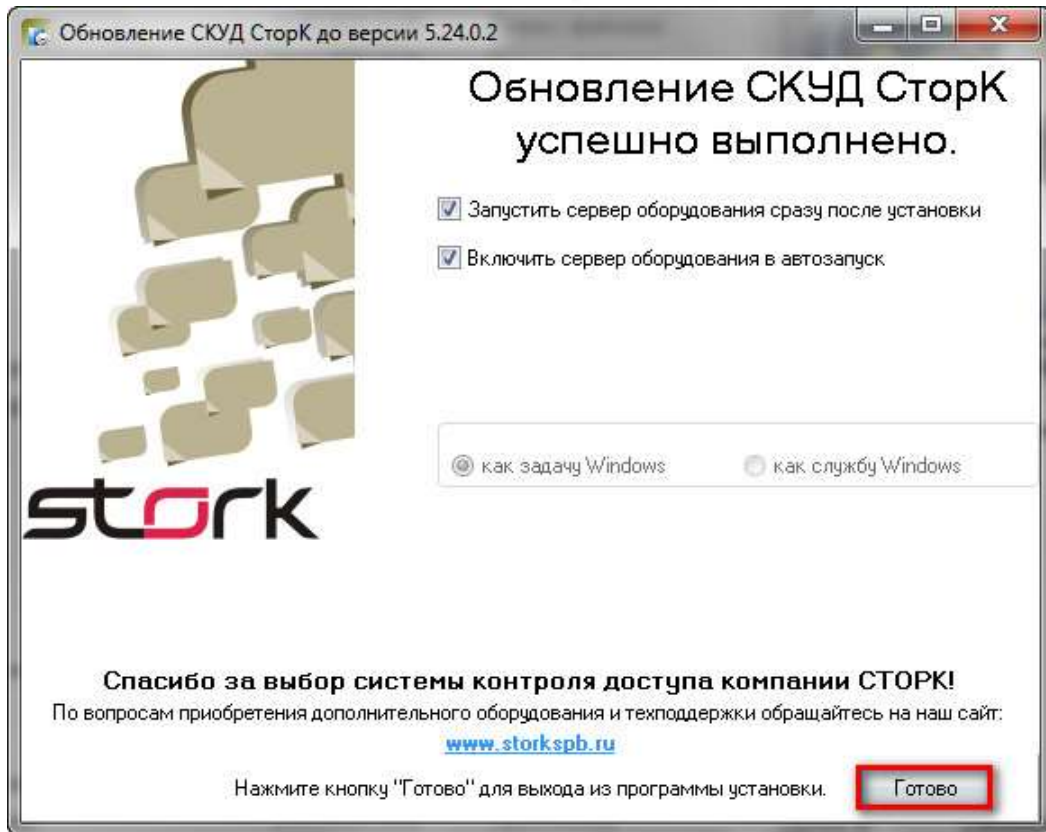 Обновление СКУД СторК до версии 5.24.0.2
Обновление СКУД СторК
успешно выполнено.
Запустить сервер оборудования сразу после установки
Включить сервер оборудования в автозапуск
как задачу Windows
как службу Windows
stork
Спасибо за выбор системы контроля доступа компании СТОРК!
По вопросам приобретения дополнительного оборудования и техподдержки обращайтесь на наш сайт:
www.storkspb.ru
Нажмите кнопку "Готово" для выхода из программы установки.
Готово